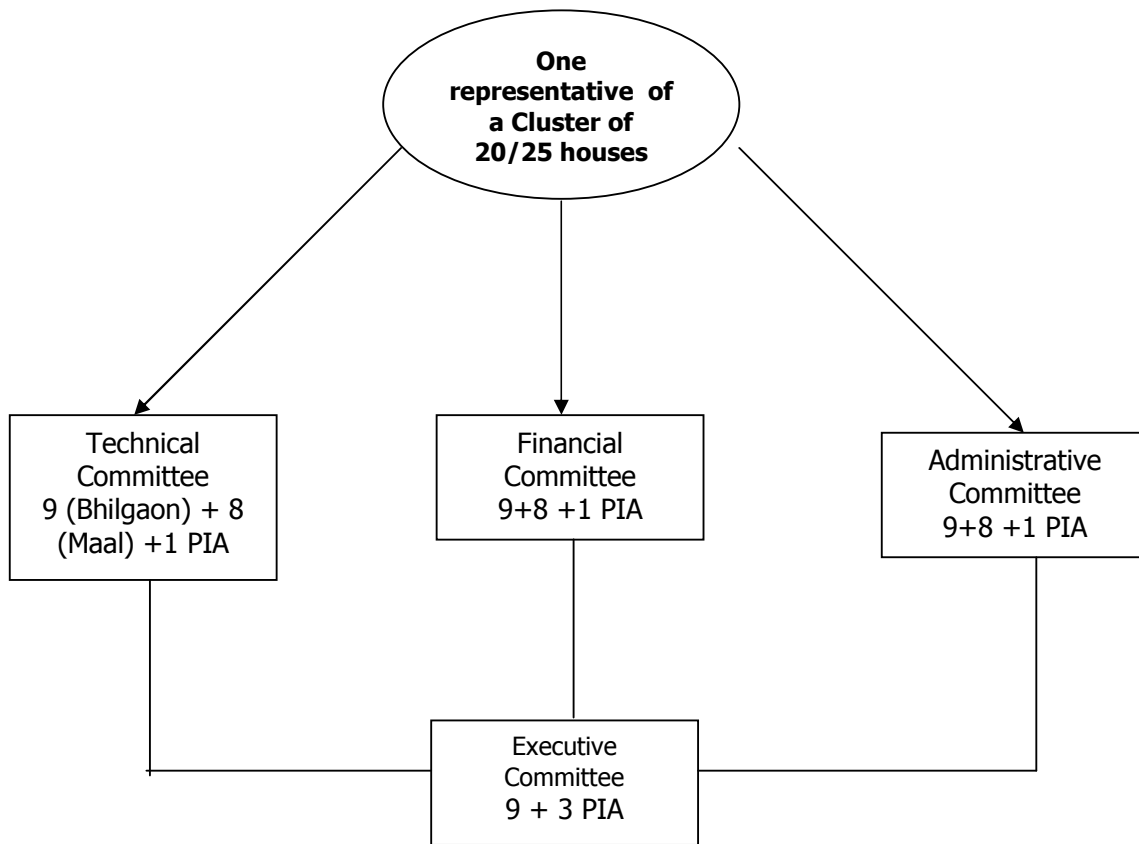 One
representative of
a Cluster of
20/25 houses
Technical
Committee
9 (Bhilgaon) + 8
(Maal) +1 PIA
Financial
Committee
9+8 +1 PIA
Administrative
Committee
9+8 +1 PIA
Executive
Committee
9 + 3 PIA